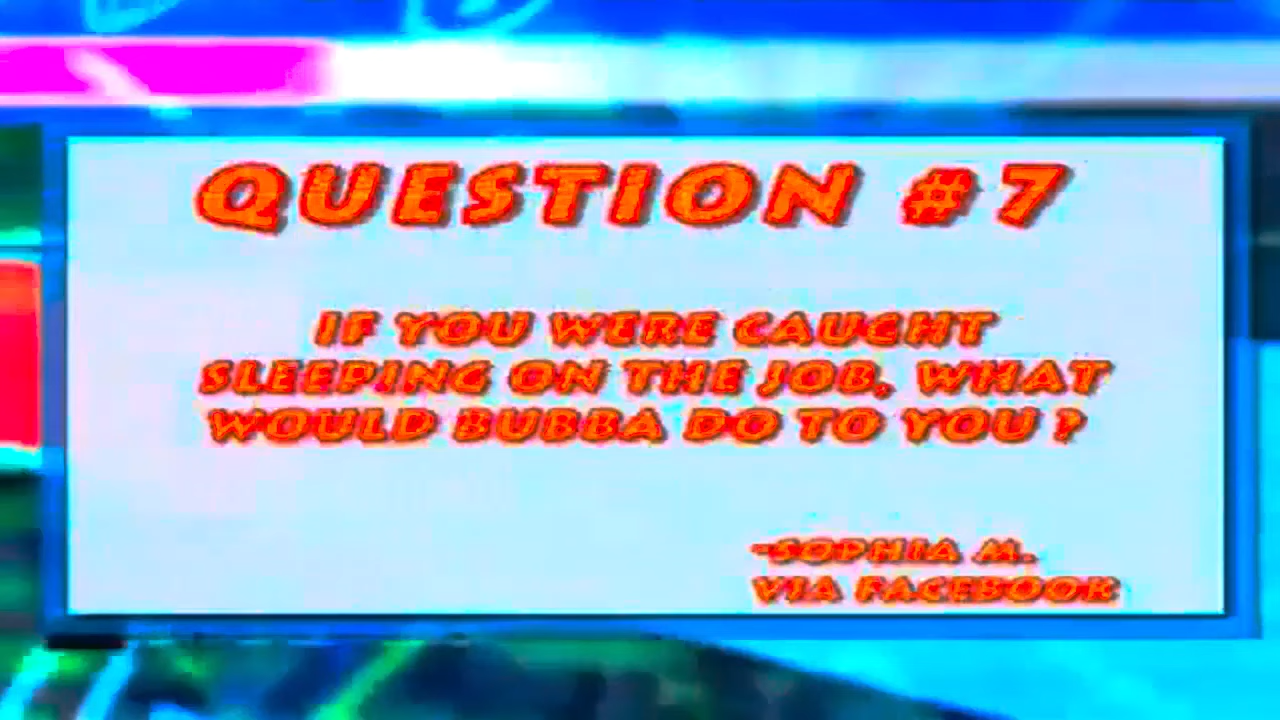 QUESTION #7
IF YOU WERE CAUGHT
SLEEPING ON THE JOB, WHAT
WOULD BUBBA DO TO YOU?
-SOPHIA M.
VIA FACEBOOK